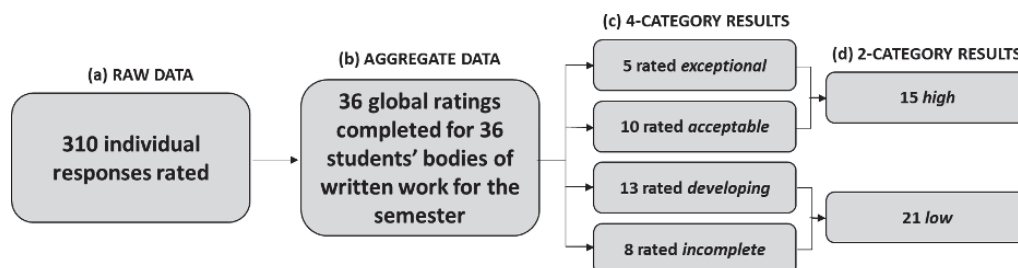 (a) RAW DATA
310 individual
responses rated
(b) AGGREGATE DATA
36 global ratings
completed for 36
students' bodies of
written work for the
semester
(c) 4-CATEGORY RESULTS
5 rated exceptional
10 rated acceptable
13 rated developing
8 rated incomplete
(d) 2-CATEGORY RESULTS
15 high
21 low